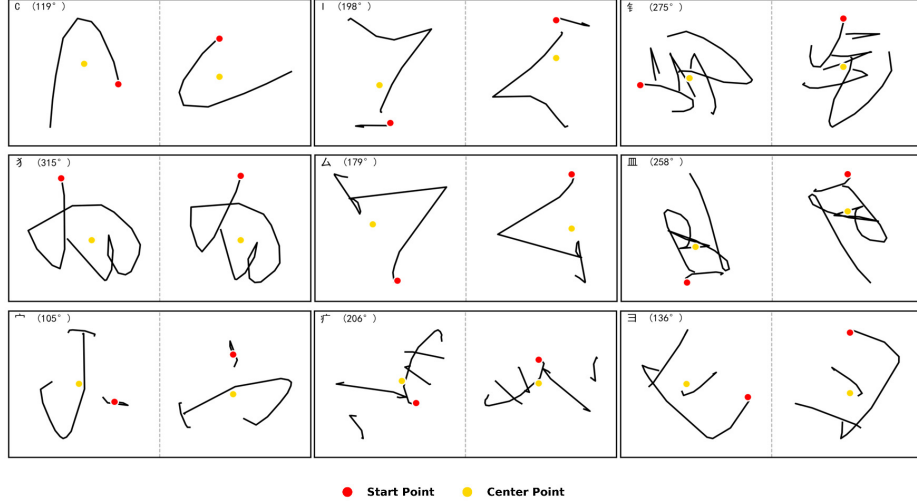 C (119°) I (198°) 钅 (275°)
犭 (315°) 厶 (179°) 皿 (258°)
宀 (105°) 疒 (206°) 彐 (136°)
Start Point Center Point